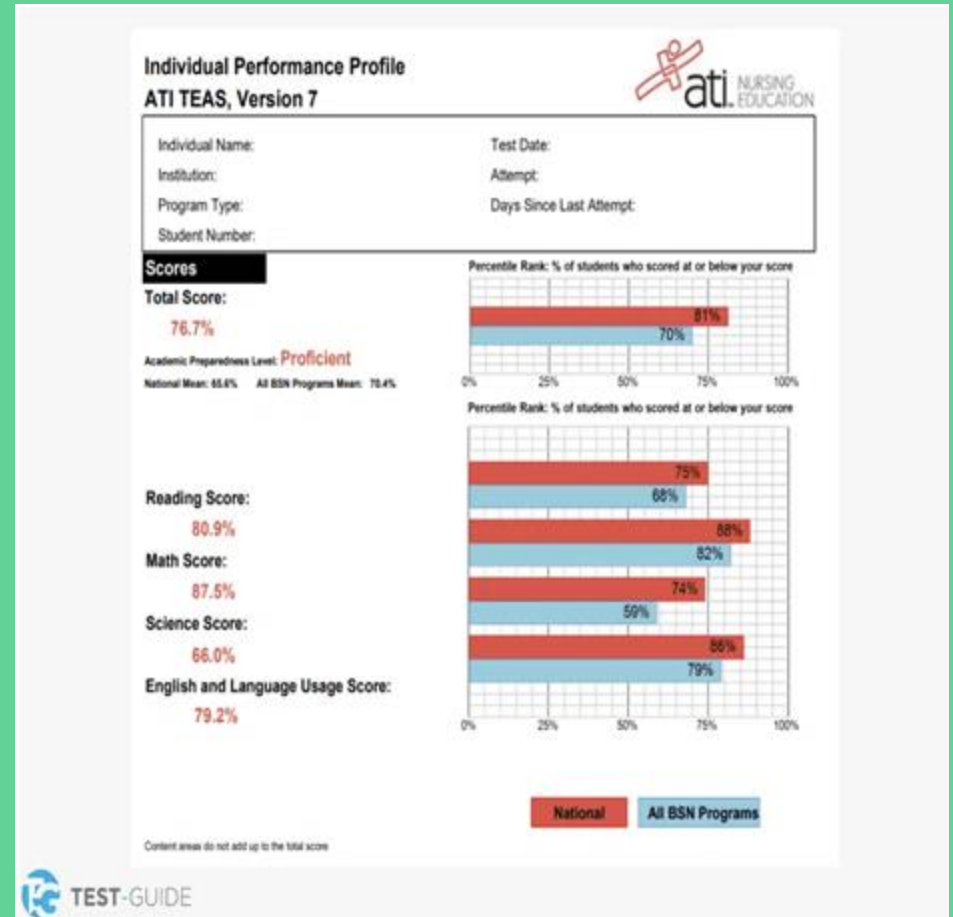 Individual Performance Profile
ATI TEAS, Version 7
ati NURSING EDUCATION
Individual Name:
Institution:
Program Type:
Student Number:
Test Date:
Attempt:
Days Since Last Attempt:
Scores
Total Score:
76.7%
Academic Preparedness Level: Proficient
National Mean: 65.6% All BSN Programs Mean: 70.4%
Percentile Rank: % of students who scored at or below your score
81%
70%
0% 25% 50% 75% 100%
Percentile Rank: % of students who scored at or below your score
Reading Score:
80.9%
Math Score:
87.5%
Science Score:
66.0%
English and Language Usage Score:
79.2%
75%
68%
88%
82%
74%
59%
86%
79%
0% 25% 50% 75% 100%
National
All BSN Programs
Content areas do not add up to the total score
TEST-GUIDE